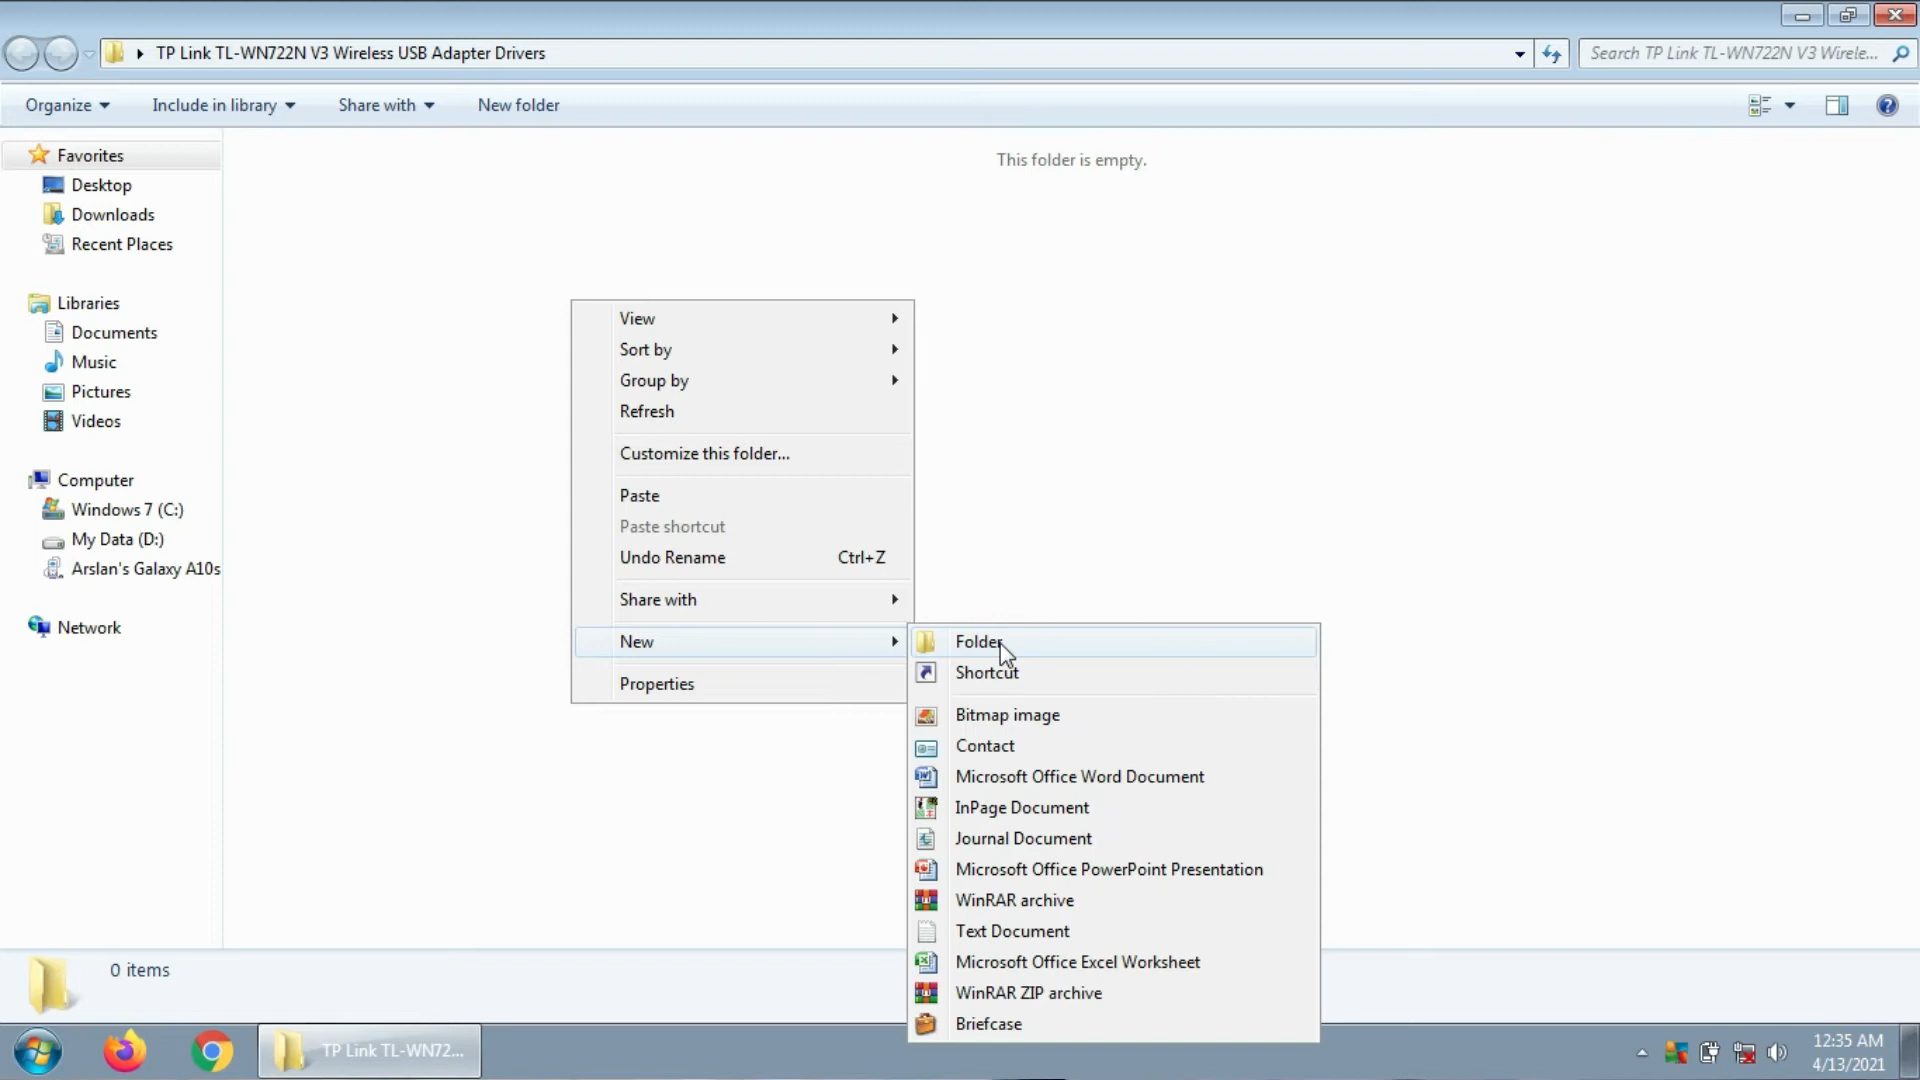 TP Link TL-WN722N V3 Wireless USB Adapter Drivers
Search TP Link TL-WN722N V3 Wirele...
Organize
Include in library
Share with
New folder
This folder is empty.
Favorites
Desktop
Downloads
Recent Places
Libraries
Documents
Music
Pictures
Videos
Computer
Windows 7 (C:)
My Data (D:)
Arslan's Galaxy A10s
Network
View
Sort by
Group by
Refresh
Customize this folder...
Paste
Paste shortcut
Undo Rename Ctrl+Z
Share with
New
Properties
Folder
Shortcut
Bitmap image
Contact
Microsoft Office Word Document
InPage Document
Journal Document
Microsoft Office PowerPoint Presentation
WinRAR archive
Text Document
Microsoft Office Excel Worksheet
WinRAR ZIP archive
Briefcase
0 items
TP Link TL-WN72...
12:35 AM
4/13/2021